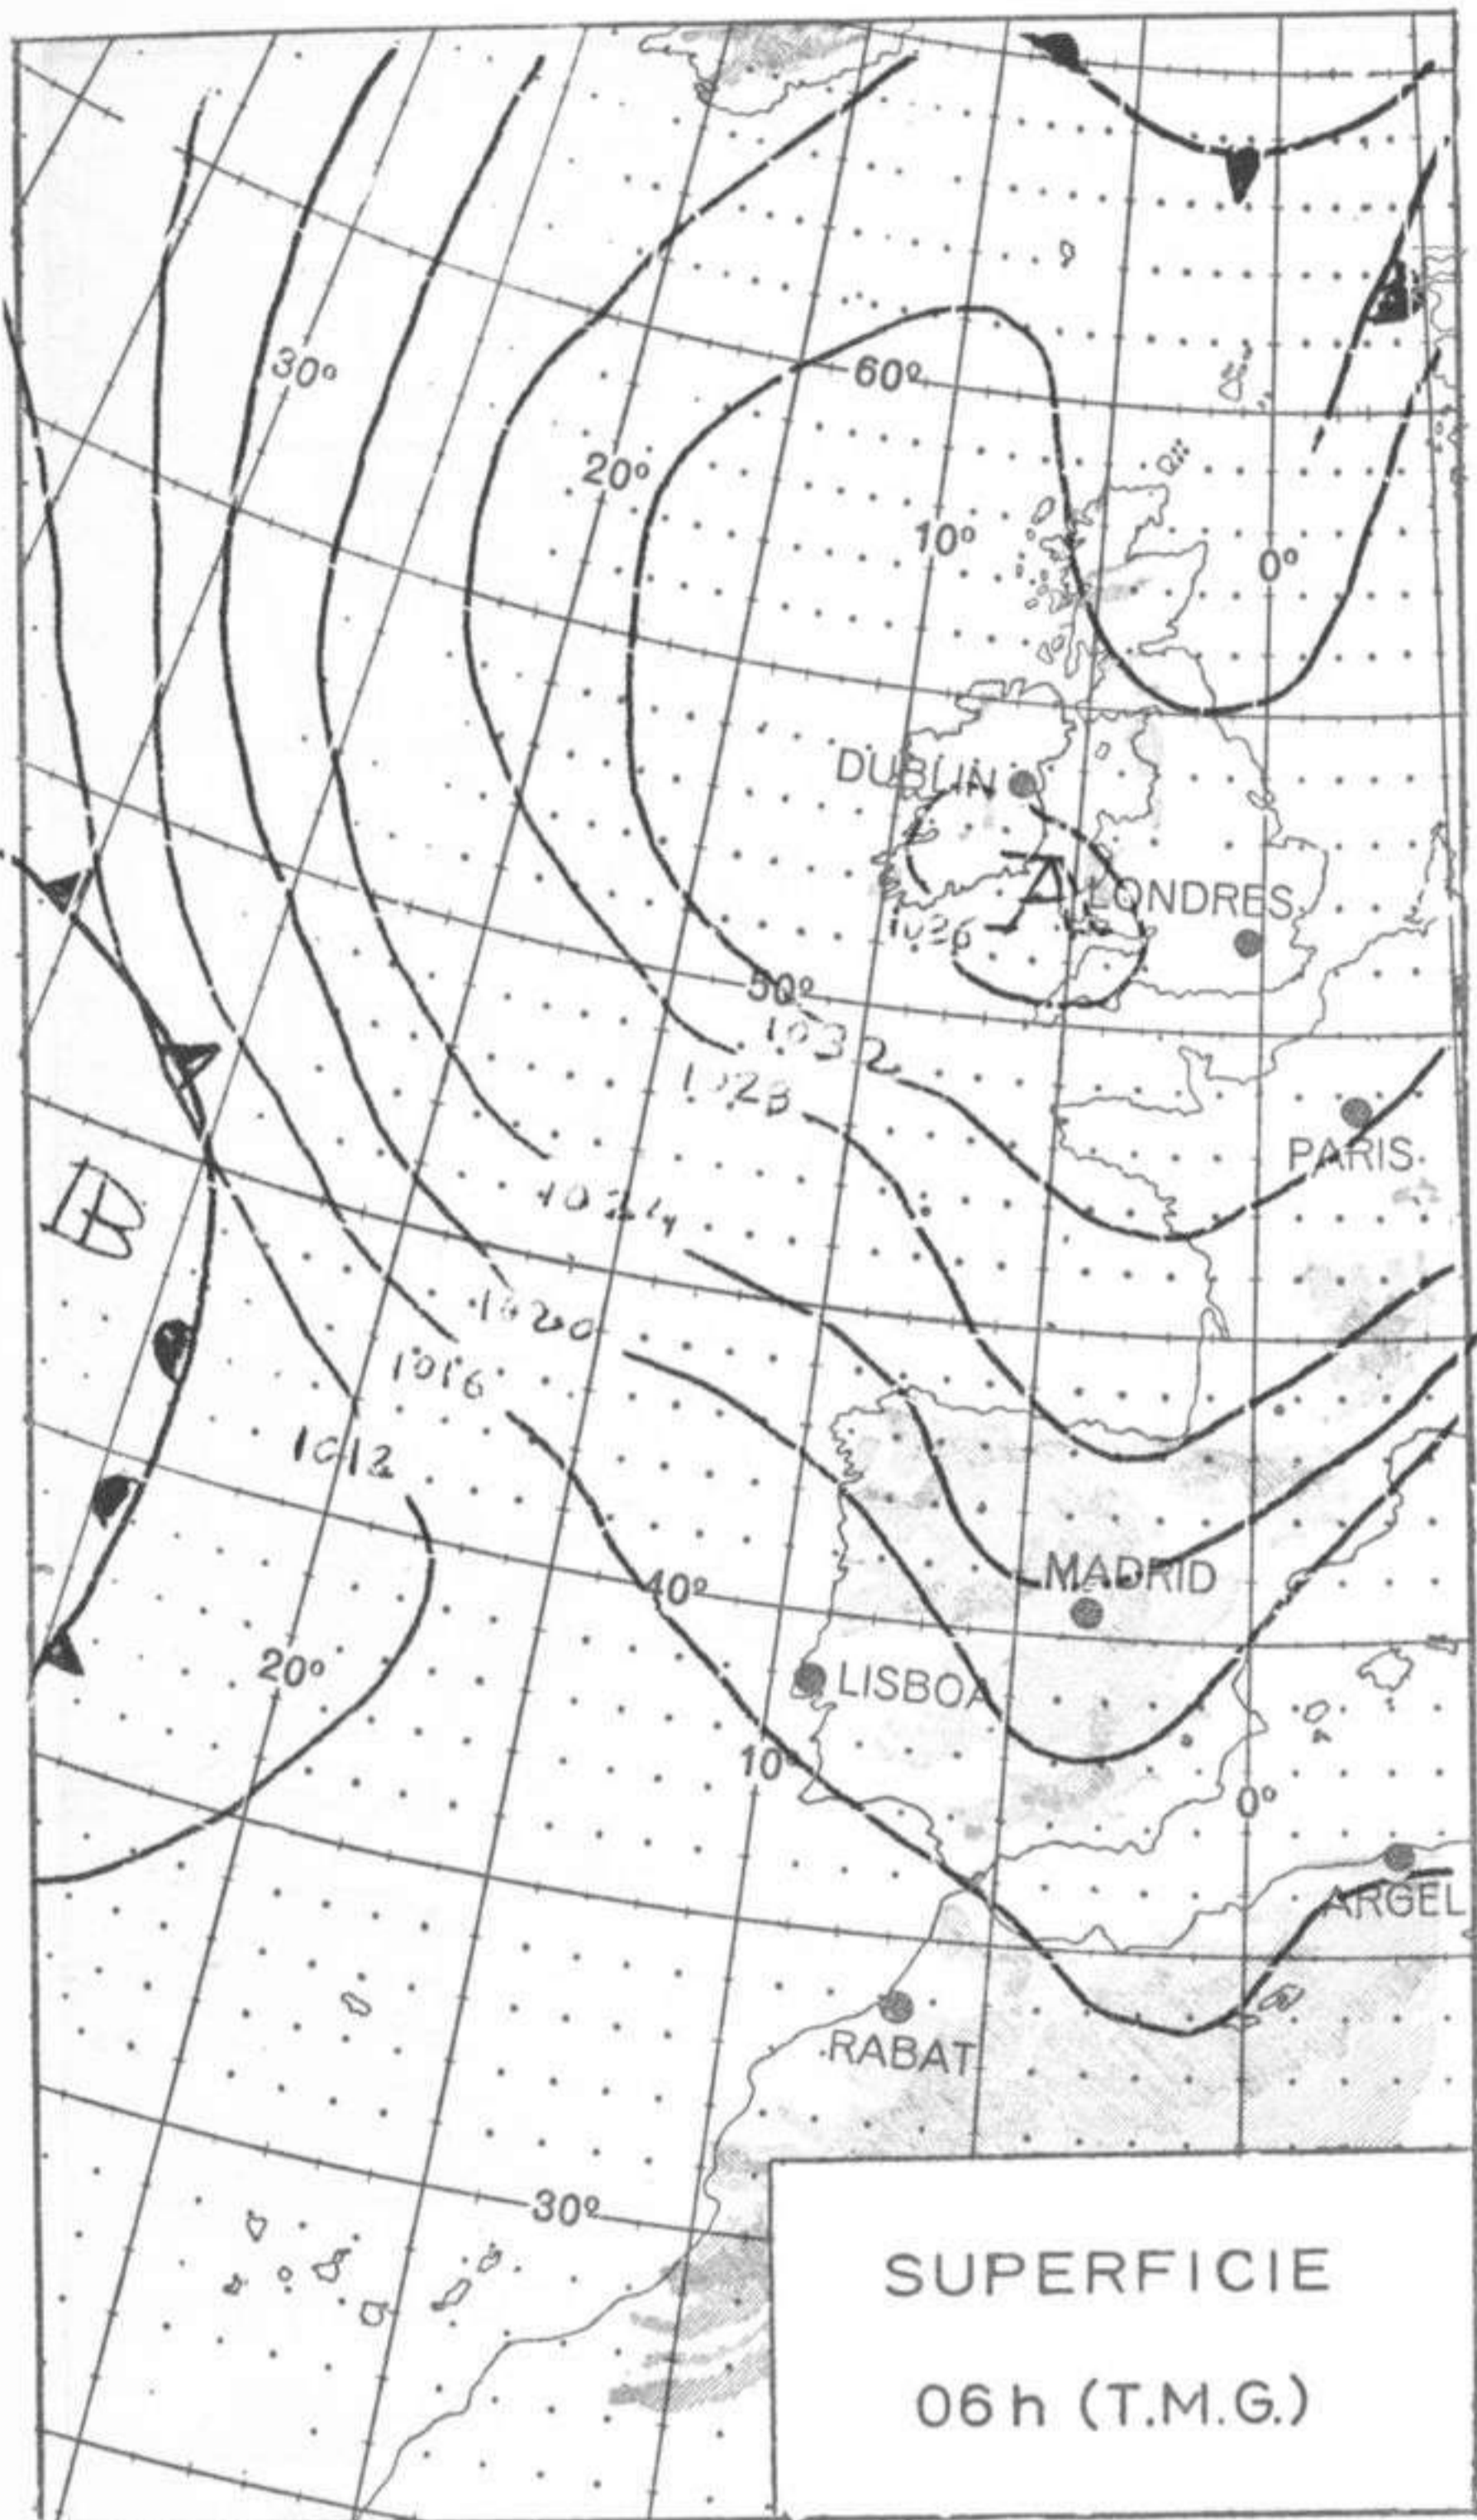 30º
60º
20º
10º
0º
DUBLIN
A
LONDRES
1036
50º
1032
1028
PARIS
B
1024
1020
1016
1012
MADRID
40º
20º
LISBOA
10º
0º
ARGEL
RABAT
30º
SUPERFICIE
06 h (T.M.G.)